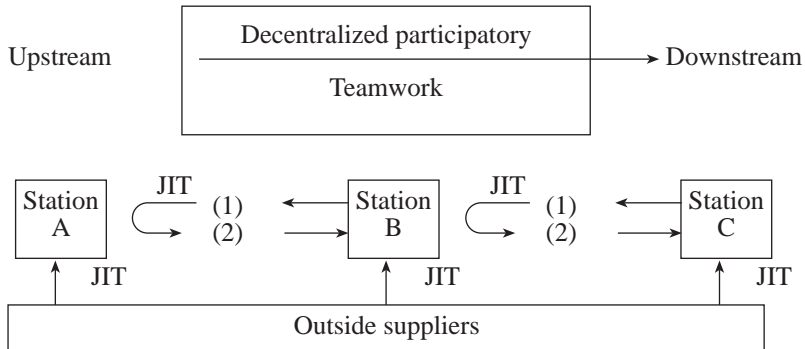 Decentralized participatory
Upstream
Downstream
Teamwork
JIT
JIT
Station
A
(1)
(2)
Station
B
(1)
(2)
Station
C
JIT
JIT
JIT
Outside suppliers